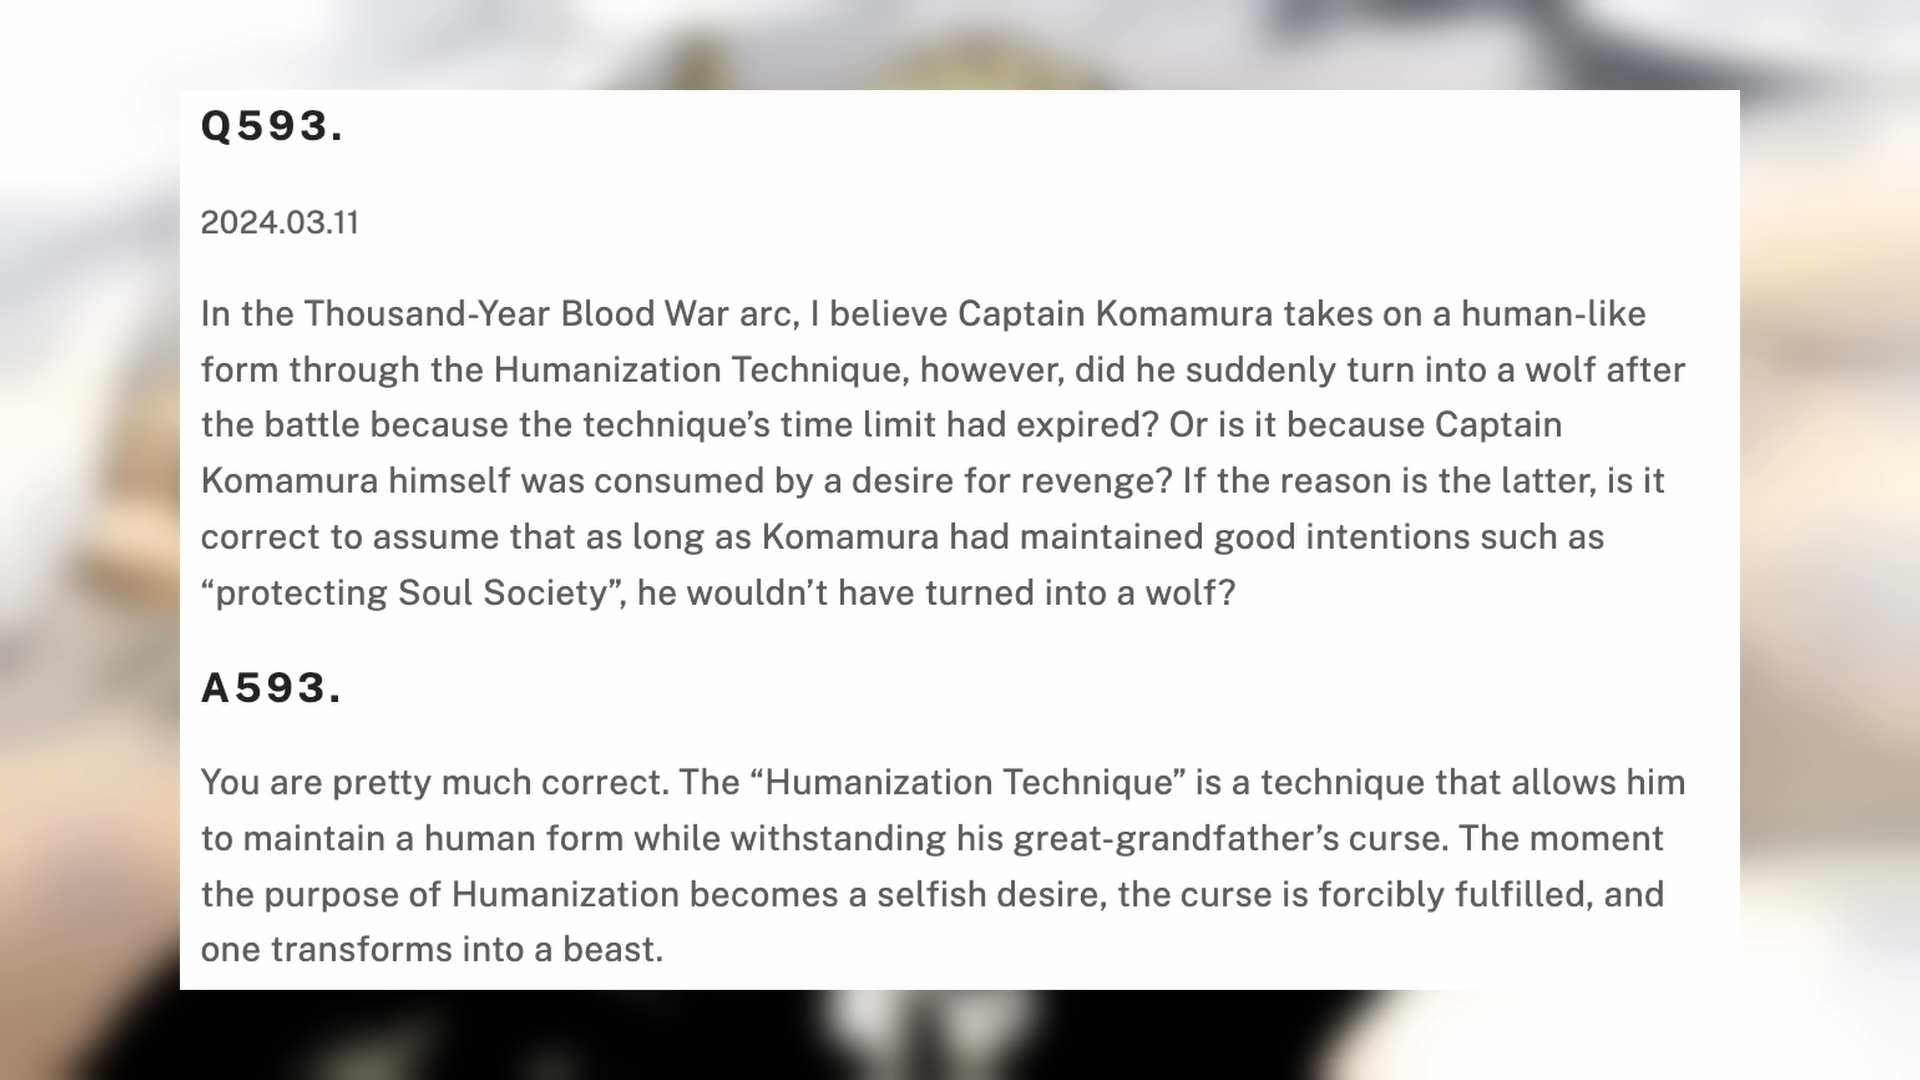 Q593.
2024.03.11
In the Thousand-Year Blood War arc, I believe Captain Komamura takes on a human-like
form through the Humanization Technique, however, did he suddenly turn into a wolf after
the battle because the technique’s time limit had expired? Or is it because Captain
Komamura himself was consumed by a desire for revenge? If the reason is the latter, is it
correct to assume that as long as Komamura had maintained good intentions such as
“protecting Soul Society”, he wouldn’t have turned into a wolf?
A593.
You are pretty much correct. The “Humanization Technique” is a technique that allows him
to maintain a human form while withstanding his great-grandfather’s curse. The moment
the purpose of Humanization becomes a selfish desire, the curse is forcibly fulfilled, and
one transforms into a beast.